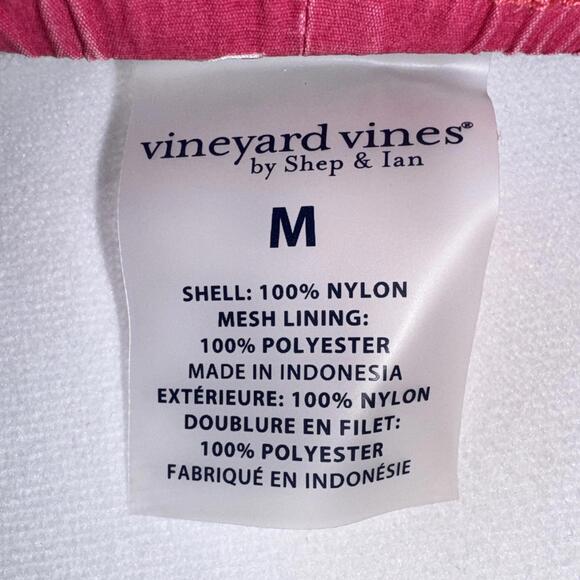 vineyard vines®
by Shep & Ian
M
SHELL: 100% NYLON
MESH LINING:
100% POLYESTER
MADE IN INDONESIA
EXTÉRIEURE: 100% NYLON
DOUBLURE EN FILET:
100% POLYESTER
FABRIQUÉ EN INDONÉSIE